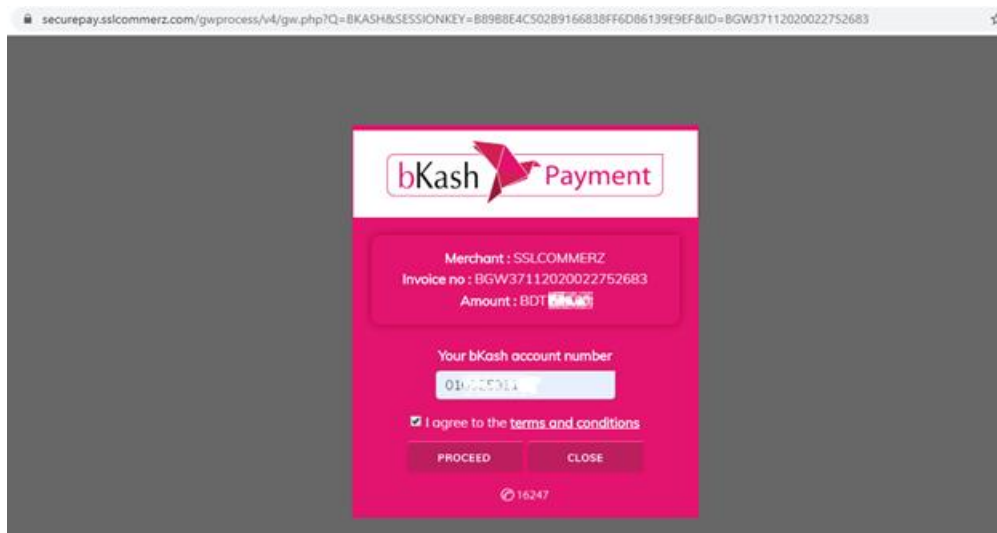 securepay.sslcommerz.com/gwprocess/v4/gw.php?Q=BKASH&SESSIONKEY=B89B8E4C50289166838FF6D86139E9EF&ID=BGW37112020022752683
bKash Payment
Merchant : SSLCOMMERZ
Invoice no : BGW37112020022752683
Amount : BDT
Your bKash account number
I agree to the terms and conditions
PROCEED CLOSE
16247